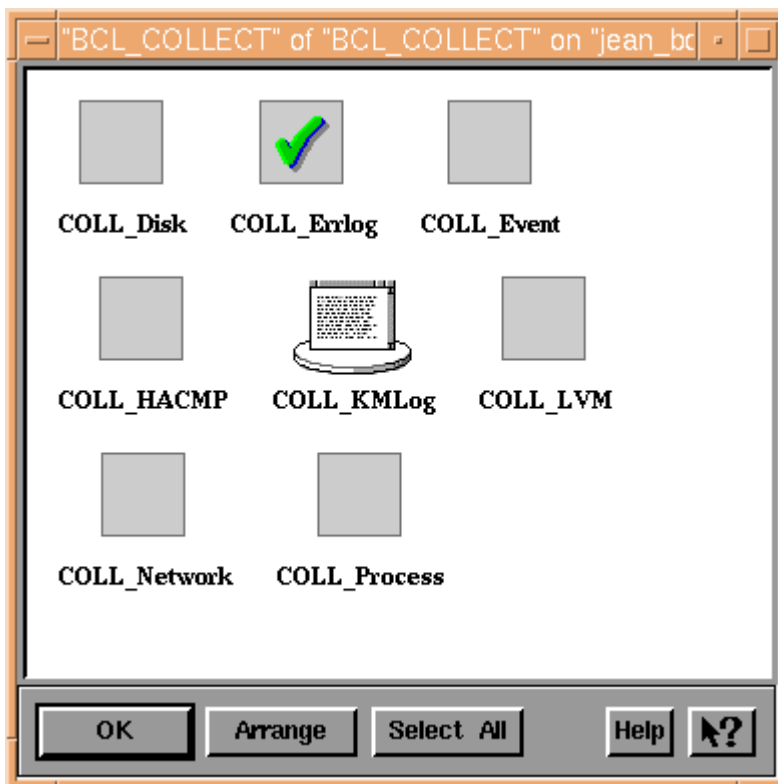 "BCL_COLLECT" of "BCL_COLLECT" on "jean_bc
COLL_Disk COLL_Errlog COLL_Event
COLL_HACMP COLL_KMLog COLL_LVM
COLL_Network COLL_Process
OK Arrange Select All Help ?